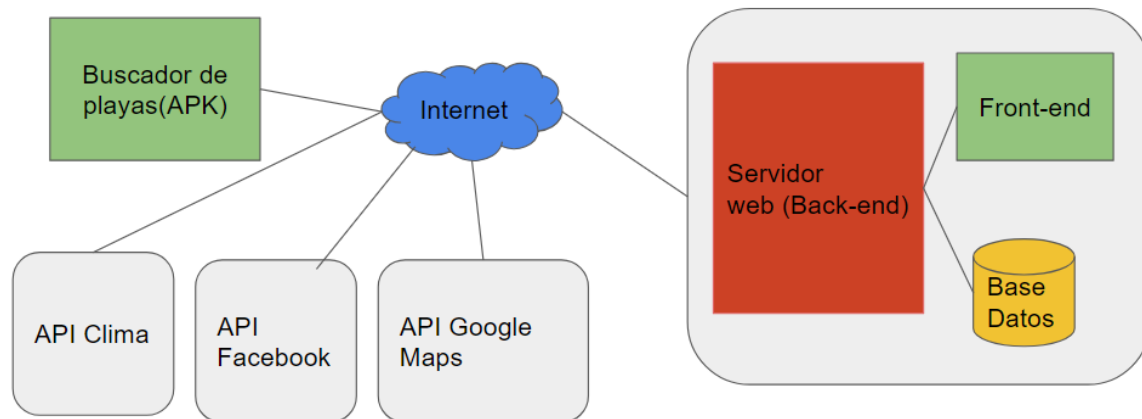 Buscador de
playas(APK)
Internet
Servidor
web (Back-end)
Front-end
Base
Datos
API Clima
API
Facebook
API Google
Maps